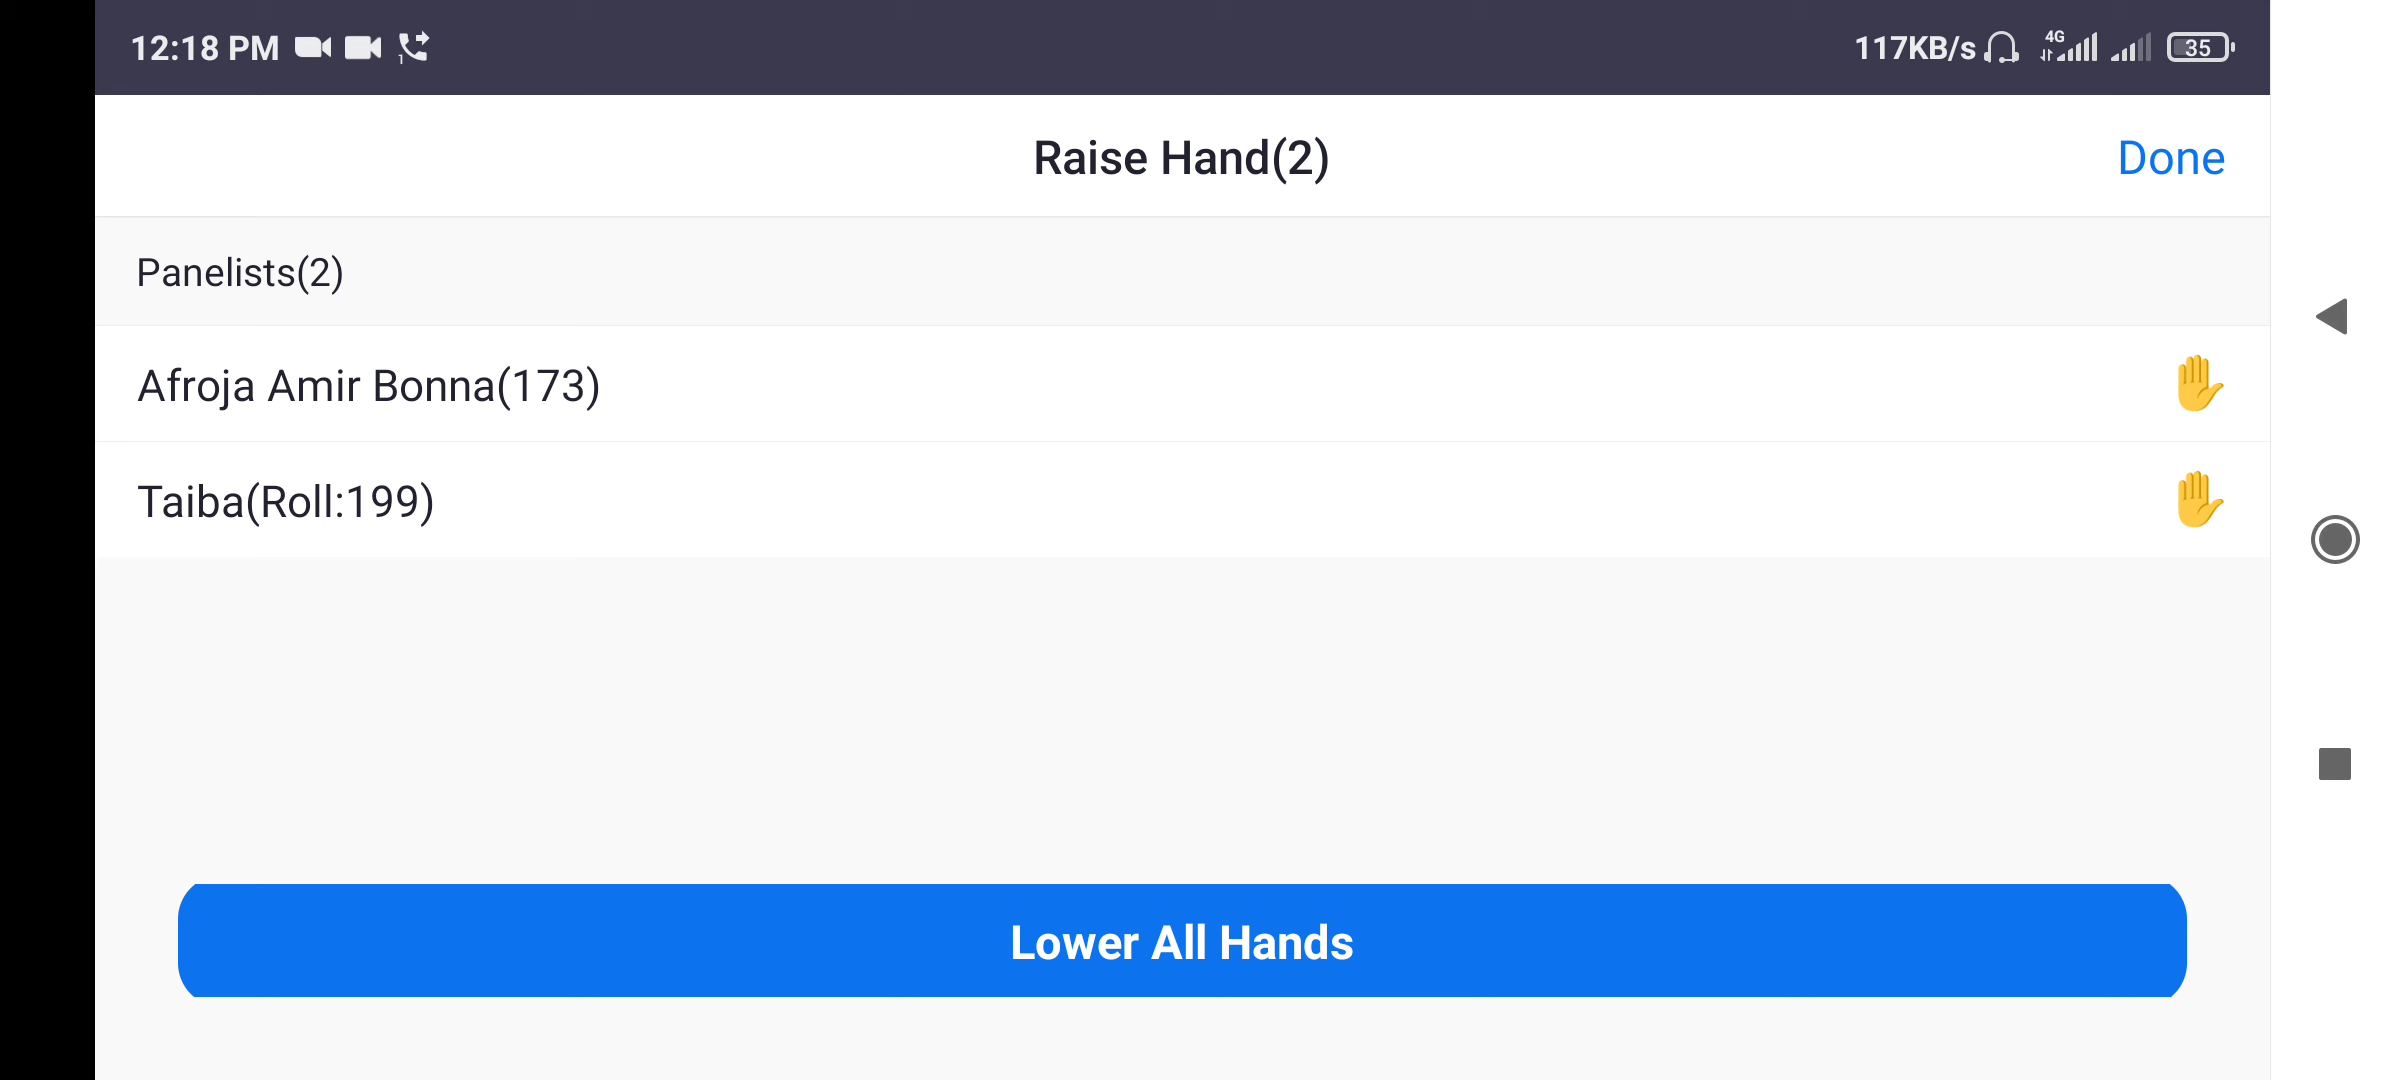 12:18 PM 1 117KB/s 4G 35
Raise Hand(2) Done
Panelists(2)
Afroja Amir Bonna(173)
Taiba(Roll:199)
Lower All Hands